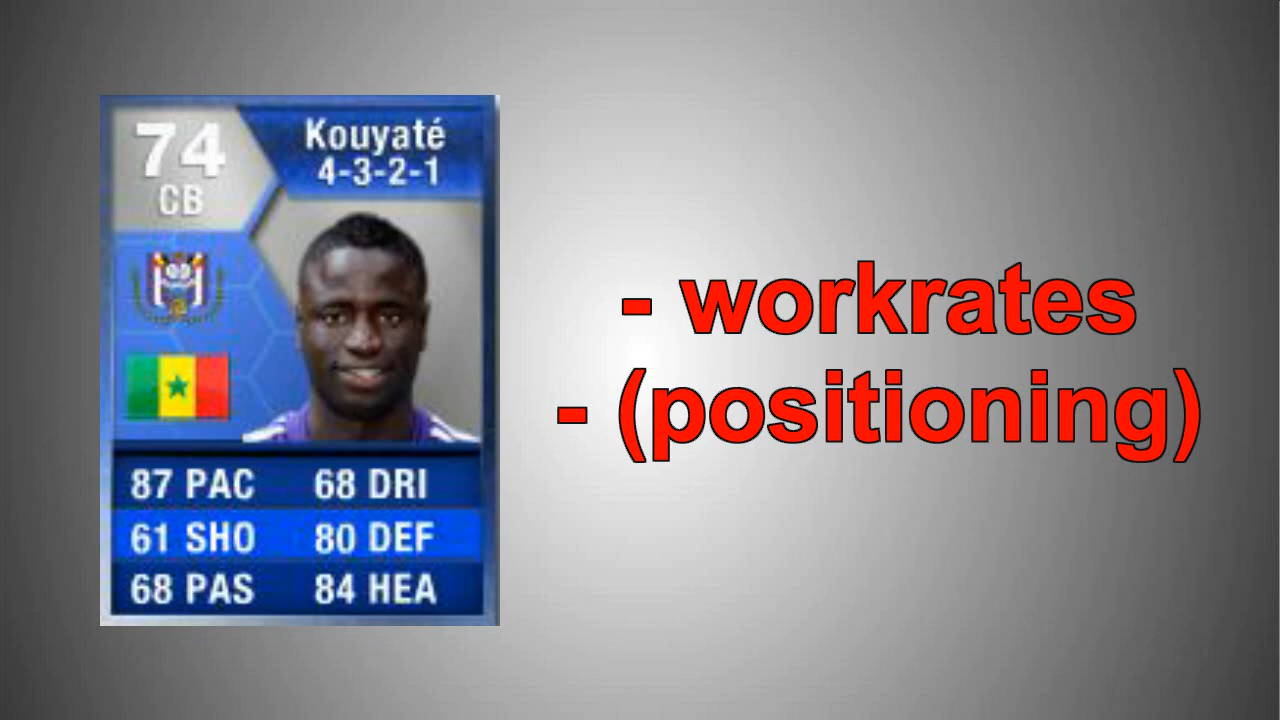 74
CB
Kouyaté
4-3-2-1
87 PAC 68 DRI
61 SHO 80 DEF
68 PAS 84 HEA
- workrates
- (positioning)